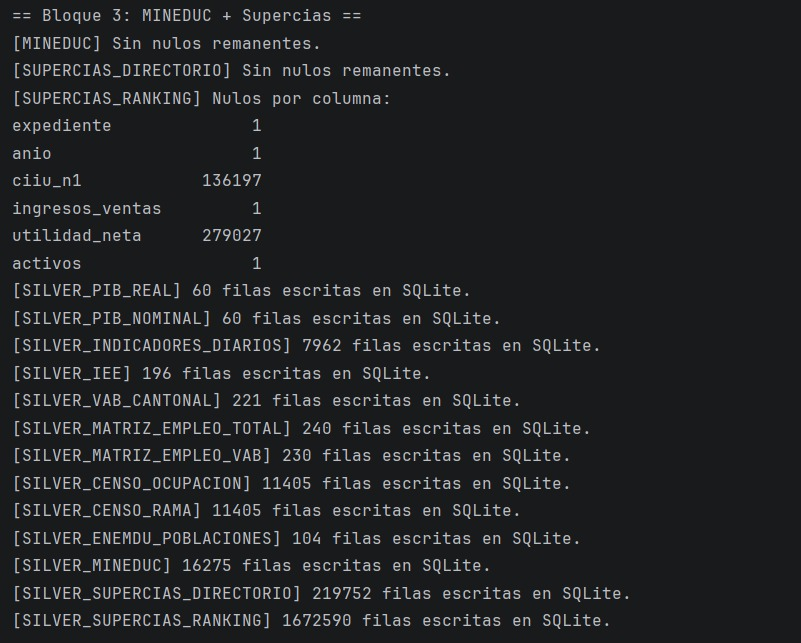 == Bloque 3: MINEDUC + Supercias ==
[MINEDUC] Sin nulos remanentes.
[SUPERCIAS_DIRECTORIO] Sin nulos remanentes.
[SUPERCIAS_RANKING] Nulos por columna:
expediente 1
anio 1
ciiu_n1 136197
ingresos_ventas 1
utilidad_neta 279027
activos 1
[SILVER_PIB_REAL] 60 filas escritas en SQLite.
[SILVER_PIB_NOMINAL] 60 filas escritas en SQLite.
[SILVER_INDICADORES_DIARIOS] 7962 filas escritas en SQLite.
[SILVER_IEE] 196 filas escritas en SQLite.
[SILVER_VAB_CANTONAL] 221 filas escritas en SQLite.
[SILVER_MATRIZ_EMPLEO_TOTAL] 240 filas escritas en SQLite.
[SILVER_MATRIZ_EMPLEO_VAB] 230 filas escritas en SQLite.
[SILVER_CENSO_OCUPACION] 11405 filas escritas en SQLite.
[SILVER_CENSO_RAMA] 11405 filas escritas en SQLite.
[SILVER_ENEMDU_POBLACIONES] 104 filas escritas en SQLite.
[SILVER_MINEDUC] 16275 filas escritas en SQLite.
[SILVER_SUPERCIAS_DIRECTORIO] 219752 filas escritas en SQLite.
[SILVER_SUPERCIAS_RANKING] 1672590 filas escritas en SQLite.